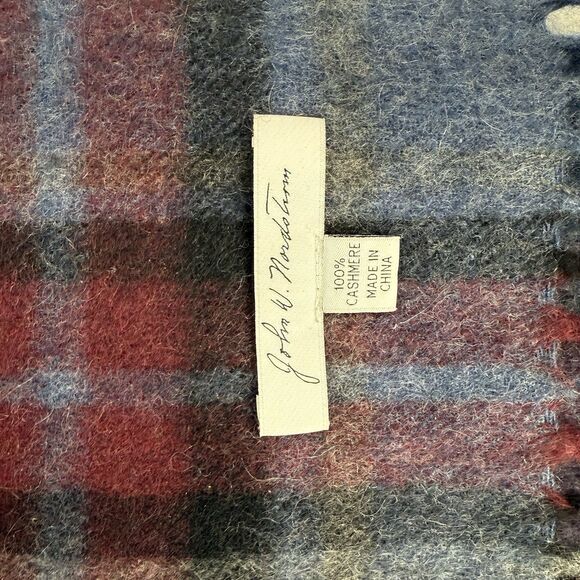 John W. Nordstrom
100%
CASHMERE
MADE IN
CHINA